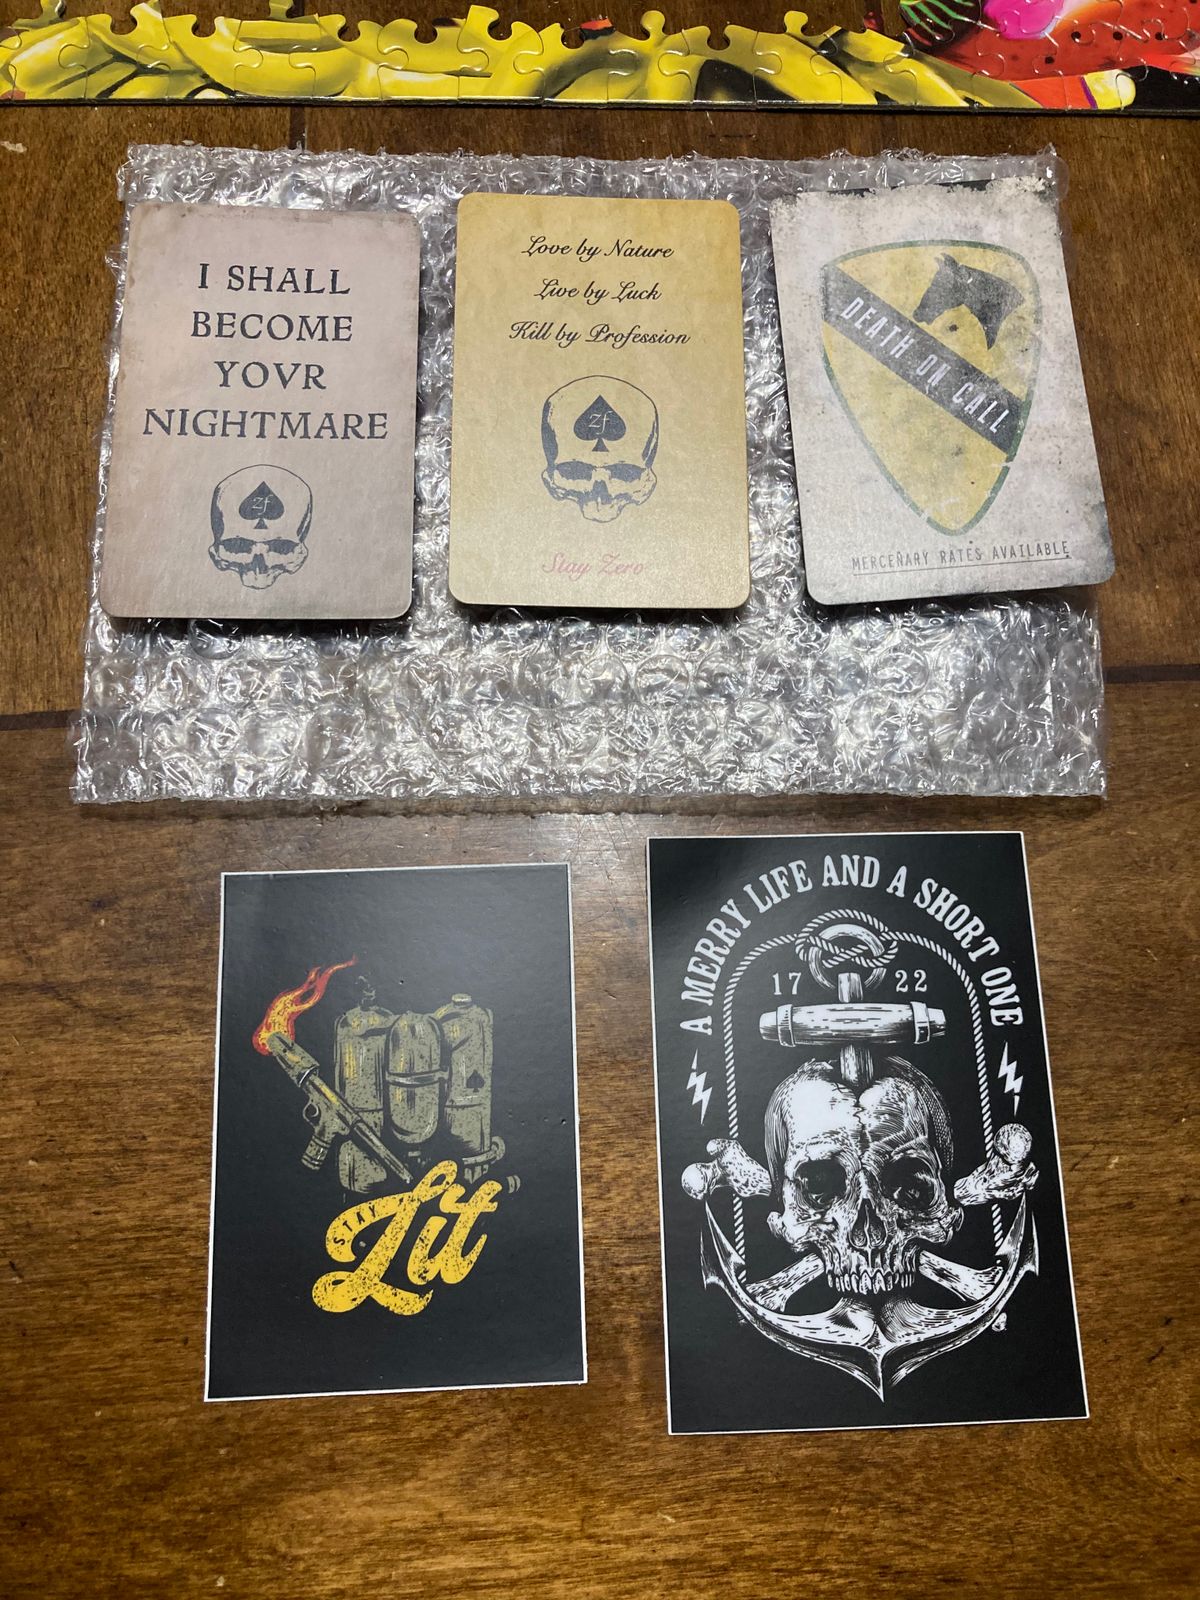 I SHALL
BECOME
YOVR
NIGHTMARE
zf
Love by Nature
Live by Luck
Kill by Profession
zf
Stay Zero
DEATH ON CALL
MERCENARY RATES AVAILABLE
STAY
Lit
A MERRY LIFE AND A SHORT ONE
17 22